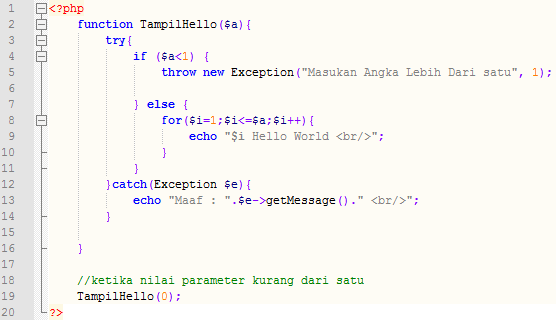 1 <?php
2 function TampilHello($a){
3 try{
4 if ($a<1) {
5 throw new Exception("Masukan Angka Lebih Dari satu", 1);
6
7 } else {
8 for($i=1;$i<=$a;$i++){
9 echo "$i Hello World <br/>";
10 }
11 }
12 }catch(Exception $e){
13 echo "Maaf : ".$e->getMessage()." <br/>";
14 }
15
16 }
17
18 //ketika nilai parameter kurang dari satu
19 TampilHello(0);
20 ?>